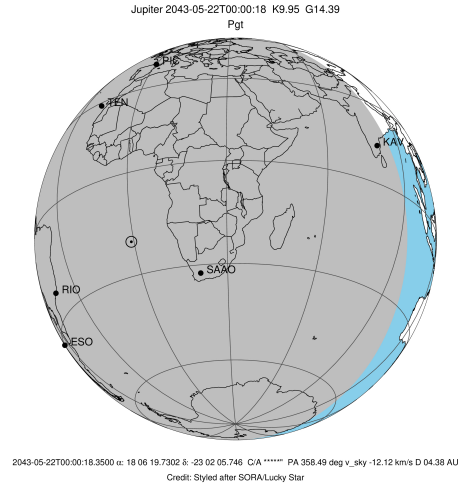 Jupiter 2043-05-22T00:00:18 K9.95 G14.39
Pgt
PIC
TEN
KAV
SAAO
RIO
ESO
2043-05-22T00:00:18.3500 α: 18 06 19.7302 δ: -23 02 05.746 C/A *****" PA 358.49 deg v_sky -12.12 km/s D 04.38 AU
Credit: Styled after SORA/Lucky Star